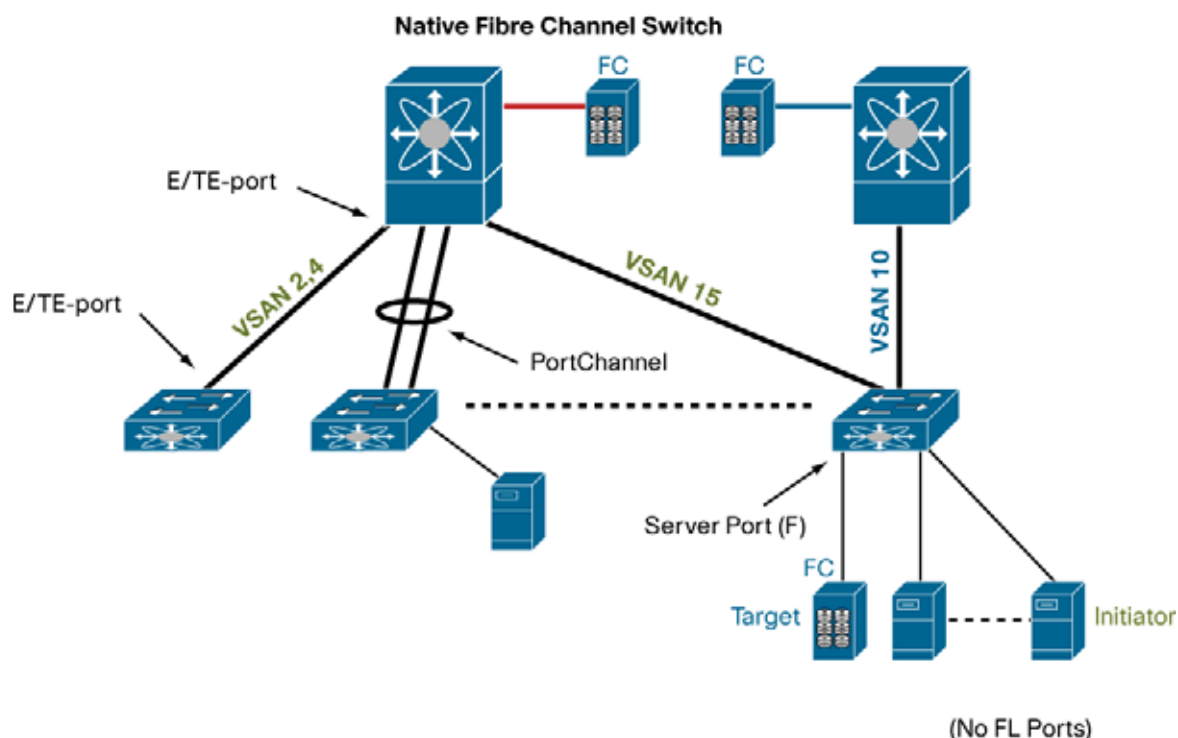 Native Fibre Channel Switch
FC
FC
E/TE-port
E/TE-port
VSAN 2,4
VSAN 15
VSAN 10
PortChannel
Server Port (F)
FC
Target
Initiator
(No FL Ports)